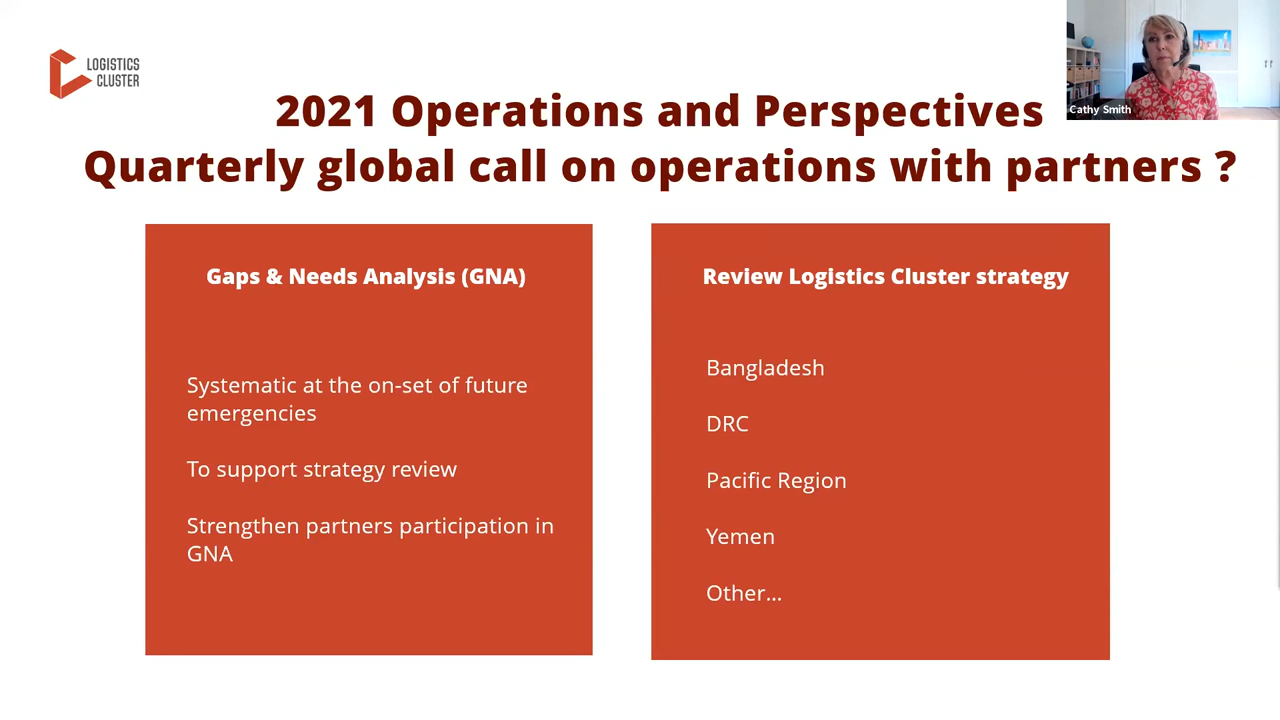 LOGISTICS
CLUSTER
Cathy Smith
2021 Operations and Perspectives
Quarterly global call on operations with partners ?
Gaps & Needs Analysis (GNA)
Systematic at the on-set of future
emergencies
To support strategy review
Strengthen partners participation in
GNA
Review Logistics Cluster strategy
Bangladesh
DRC
Pacific Region
Yemen
Other...